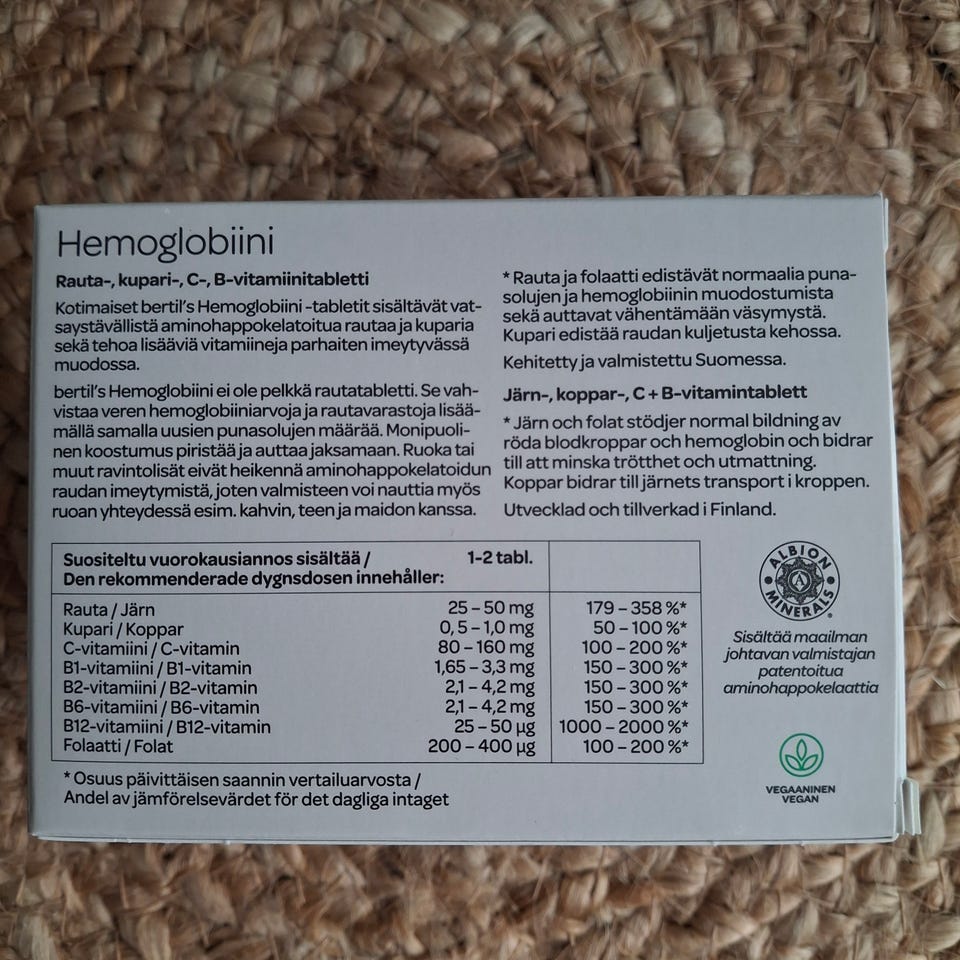 Hemoglobiini
Rauta-, kupari-, C-, B-vitamiinitabletti
Kotimaiset bertil's Hemoglobiini -tabletit sisältävät vat-
saystävällistä aminohappokelatoitua rautaa ja kuparia
sekä tehoa lisääviä vitamiineja parhaiten imeytyvässä
muodossa.
bertil's Hemoglobiini ei ole pelkkä rautatabletti. Se vah-
vistaa veren hemoglobiiniarvoja ja rautavarastoja lisää-
mällä samalla uusien punasolujen määrää. Monipuoli-
nen koostumus piristää ja auttaa jaksamaan. Ruoka tai
muut ravintolisät eivät heikennä aminohappokelatoidun
raudan imeytymistä, joten valmisteen voi nauttia myös
ruoan yhteydessä esim. kahvin, teen ja maidon kanssa.
* Rauta ja folaatti edistävät normaalia puna-
solujen ja hemoglobiinin muodostumista
sekä auttavat vähentämään väsymystä.
Kupari edistää raudan kuljetusta kehossa.
Kehitetty ja valmistettu Suomessa.
Järn-, koppar-, C + B-vitamintablett
* Järn och folat stödjer normal bildning av
röda blodkroppar och hemoglobin och bidrar
till att minska trötthet och utmattning.
Koppar bidrar till järnets transport i kroppen.
Utvecklad och tillverkad i Finland.
Suositeltu vuorokausiannos sisältää / 1-2 tabl.
Den rekommenderade dygnsdosen innehåller:
Rauta / Järn 25 – 50 mg 179 – 358 %*
Kupari / Koppar 0,5 – 1,0 mg 50 – 100 %*
C-vitamiini / C-vitamin 80 – 160 mg 100 – 200 %*
B1-vitamiini / B1-vitamin 1,65 – 3,3 mg 150 – 300 %*
B2-vitamiini / B2-vitamin 2,1 – 4,2 mg 150 – 300 %*
B6-vitamiini / B6-vitamin 2,1 – 4,2 mg 150 – 300 %*
B12-vitamiini / B12-vitamin 25 – 50 µg 1000 – 2000 %*
Folaatti / Folat 200 – 400 µg 100 – 200 %*
* Osuus päivittäisen saannin vertailuarvosta /
Andel av jämförelsevärdet för det dagliga intaget
ALBION
A
MINERALS®
Sisältää maailman
johtavan valmistajan
patentoitua
aminohappokelaattia
VEGAANINEN
VEGAN